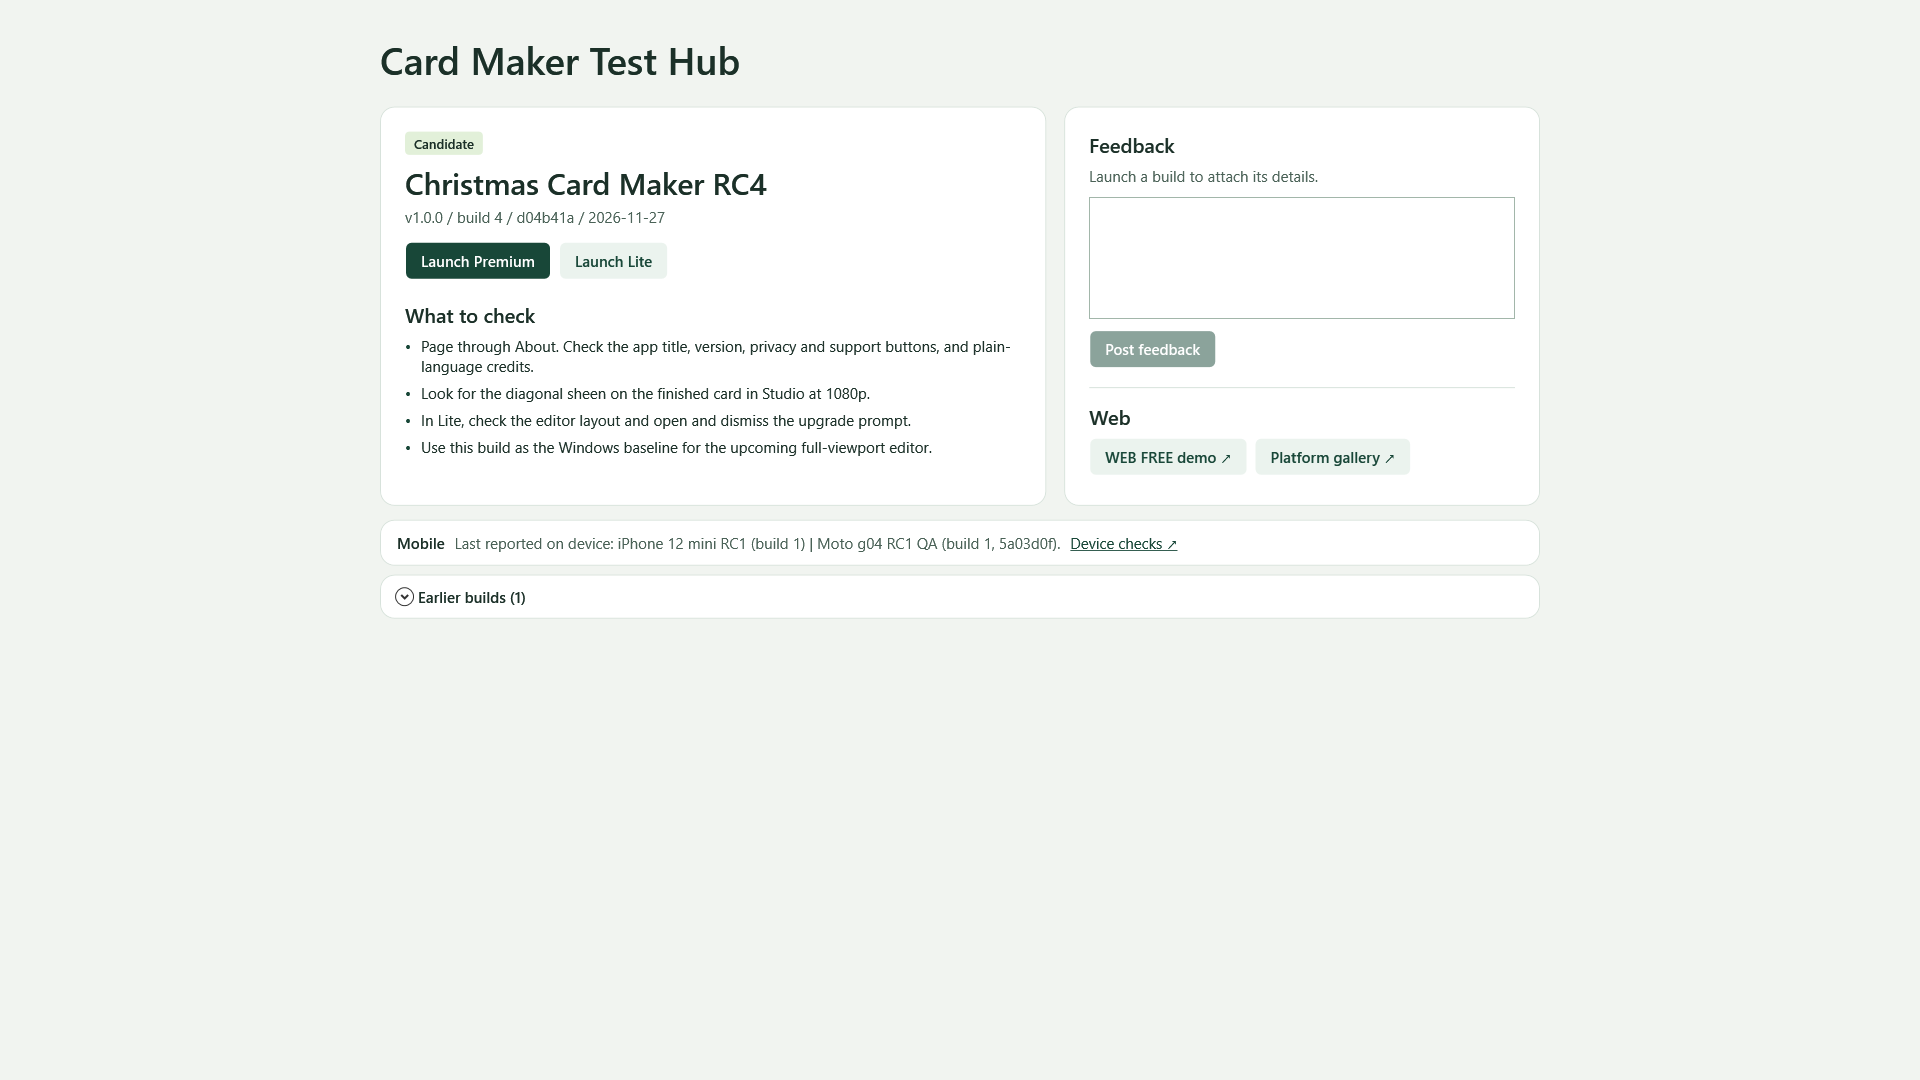 Card Maker Test Hub
Candidate
Christmas Card Maker RC4
v1.0.0 / build 4 / d04b41a / 2026-11-27
Launch Premium
Launch Lite
What to check
• Page through About. Check the app title, version, privacy and support buttons, and plain-
language credits.
• Look for the diagonal sheen on the finished card in Studio at 1080p.
• In Lite, check the editor layout and open and dismiss the upgrade prompt.
• Use this build as the Windows baseline for the upcoming full-viewport editor.
Feedback
Launch a build to attach its details.
Post feedback
Web
WEB FREE demo ↗
Platform gallery ↗
Mobile Last reported on device: iPhone 12 mini RC1 (build 1) | Moto g04 RC1 QA (build 1, 5a03d0f). Device checks ↗
Earlier builds (1)